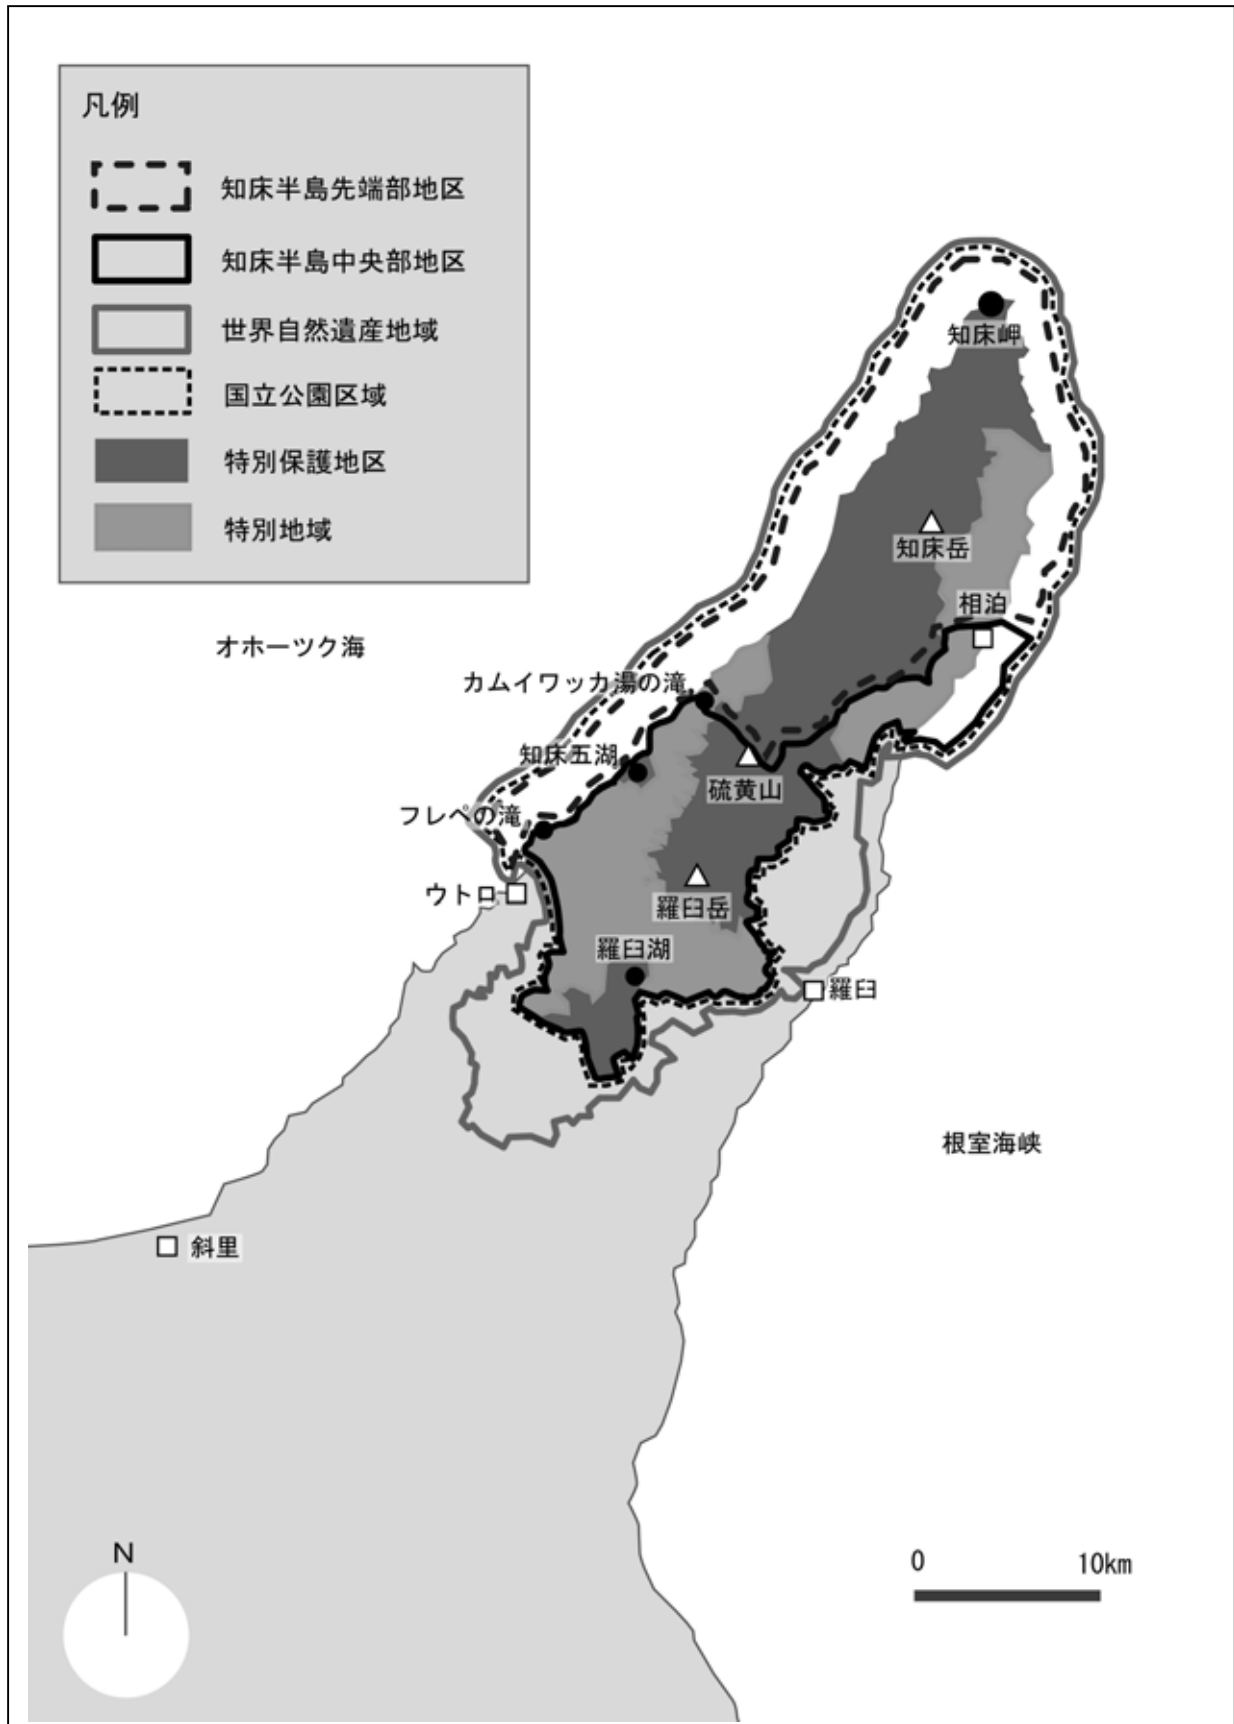 凡例
知床半島先端部地区
知床半島中央部地区
世界自然遺産地域
国立公園区域
特別保護地区
特別地域
知床岬
知床岳
相泊
オホーツク海
カムイワッカ湯の滝
知床五湖
硫黄山
フレペの滝
ウトロ
羅臼岳
羅臼湖
羅臼
根室海峡
斜里
N
0 10km